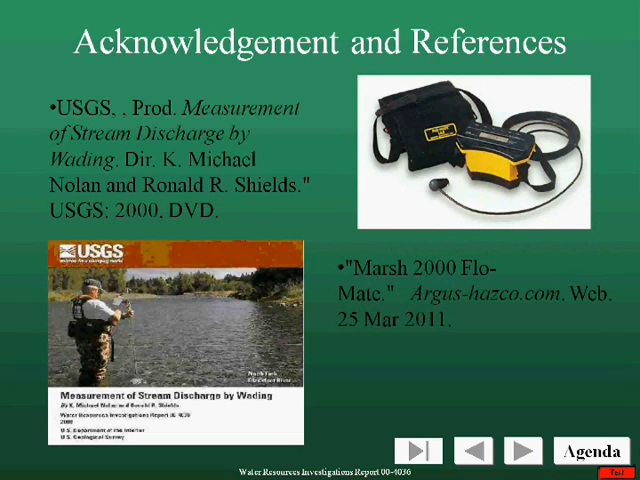 Acknowledgement and References
•USGS, , Prod. Measurement
of Stream Discharge by
Wading. Dir. K. Michael
Nolan and Ronald R. Shields."
USGS: 2000, DVD.
USGS
North Fork
Measurement of Stream Discharge by Wading
By K. Michael Nolan and Ronald R. Shields
Water Resources Investigations Report 00-4036
2000
U.S. Department of the Interior
U.S. Geological Survey
•"Marsh 2000 Flo-
Mate." Argus-hazco.com. Web.
25 Mar 2011.
Agenda
Water Resources Investigations Report 00-4036
Test